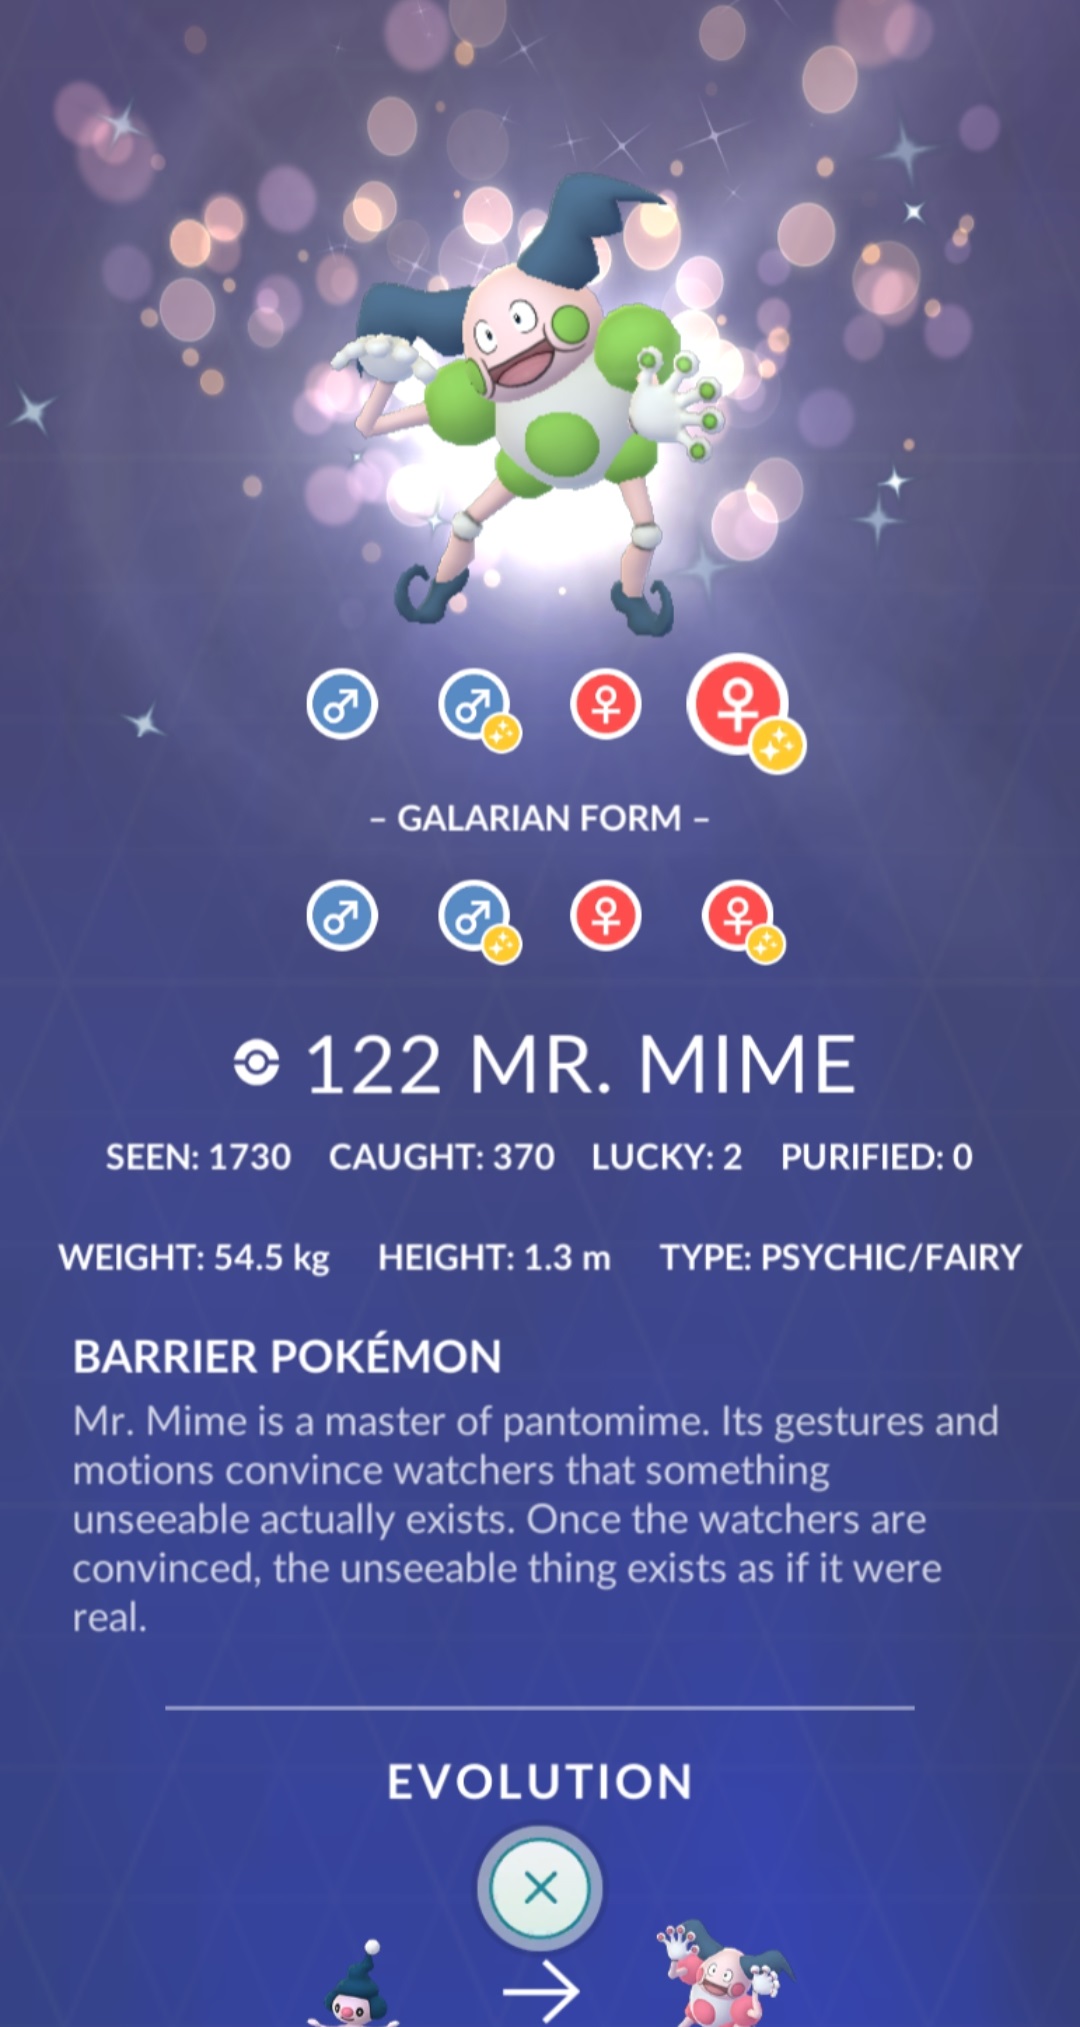 – GALARIAN FORM –
122 MR. MIME
SEEN: 1730 CAUGHT: 370 LUCKY: 2 PURIFIED: 0
WEIGHT: 54.5 kg HEIGHT: 1.3 m TYPE: PSYCHIC/FAIRY
BARRIER POKÉMON
Mr. Mime is a master of pantomime. Its gestures and
motions convince watchers that something
unseeable actually exists. Once the watchers are
convinced, the unseeable thing exists as if it were
real.
EVOLUTION